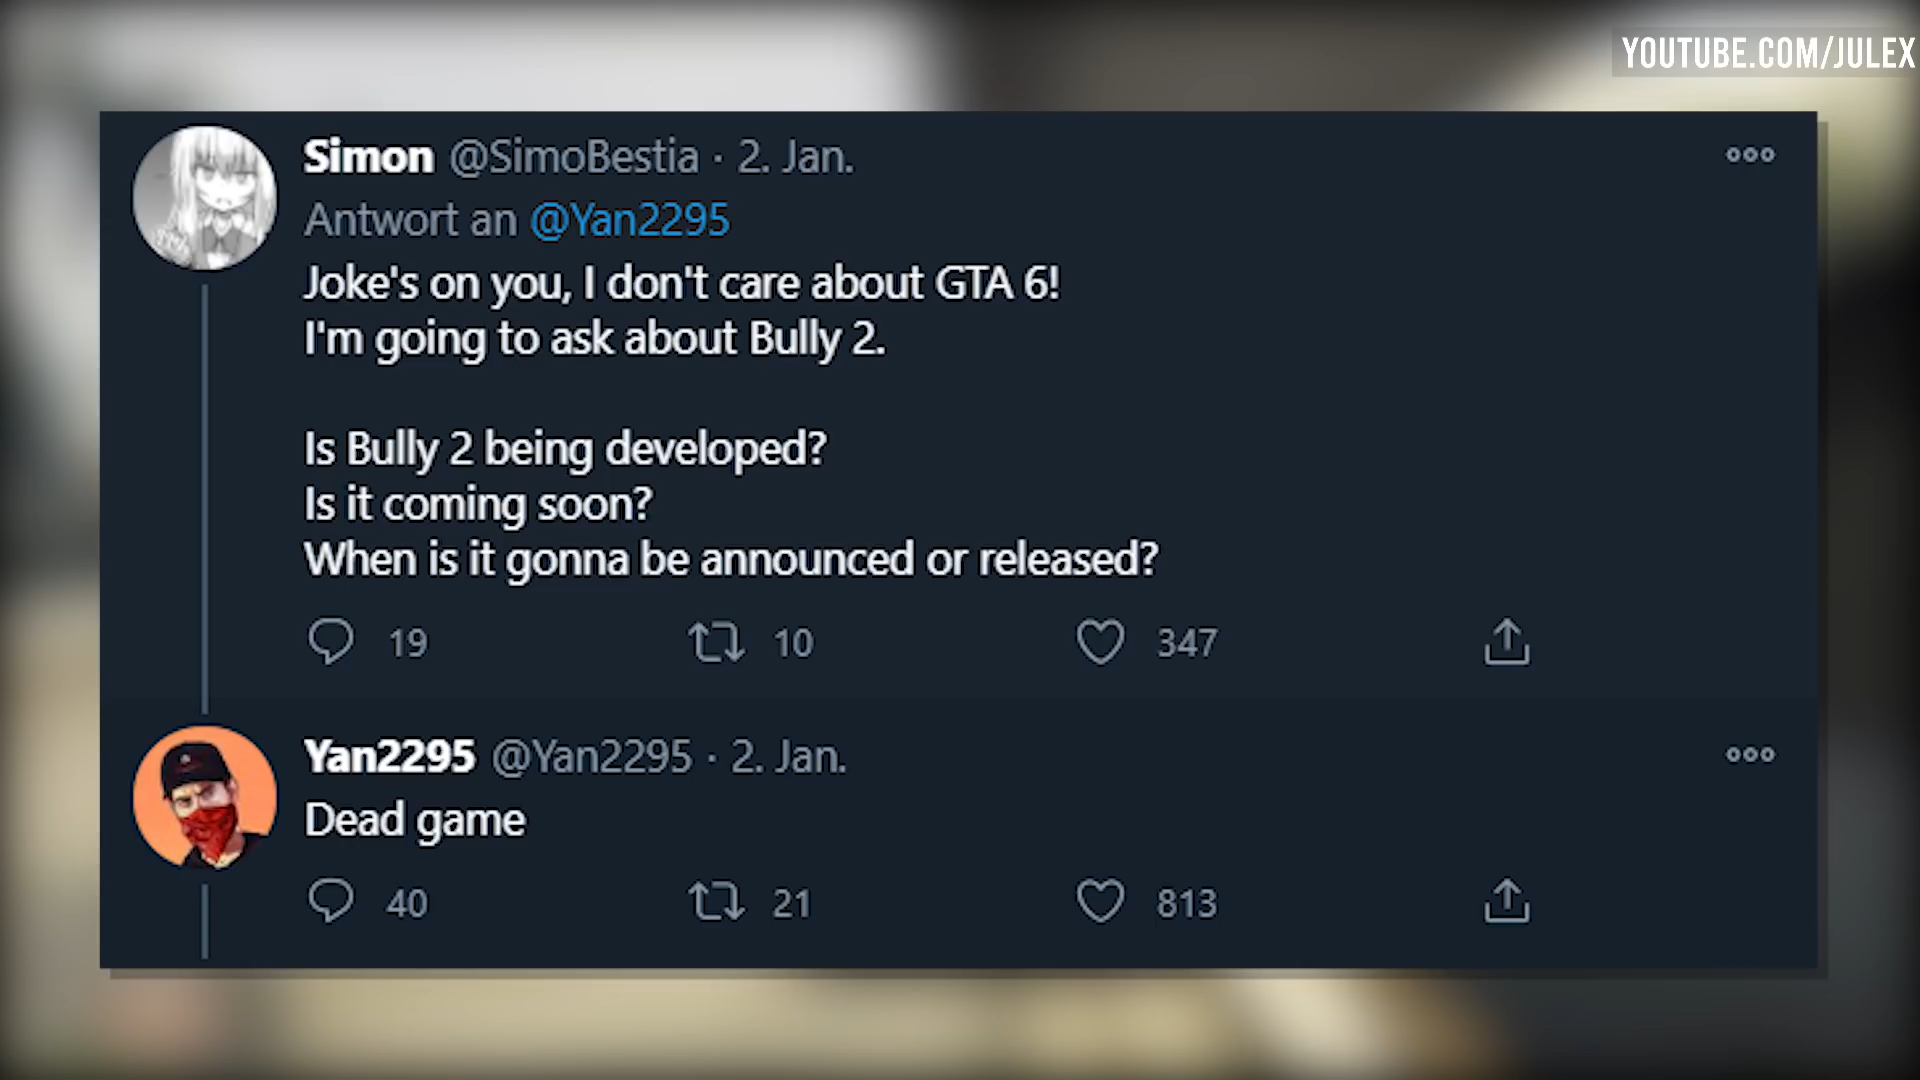 YOUTUBE.COM/JULEX
Simon @SimoBestia · 2. Jan.
Antwort an @Yan2295
Joke's on you, I don't care about GTA 6!
I'm going to ask about Bully 2.
Is Bully 2 being developed?
Is it coming soon?
When is it gonna be announced or released?
19 10 347
Yan2295 @Yan2295 · 2. Jan.
Dead game
40 21 813